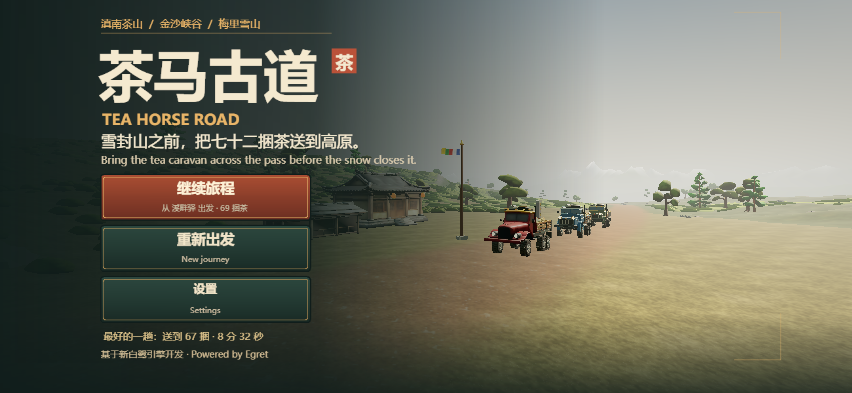 滇南茶山 / 金沙峡谷 / 梅里雪山
茶马古道
茶
TEA HORSE ROAD
雪封山之前，把七十二捆茶送到高原。
Bring the tea caravan across the pass before the snow closes it.
继续旅程
从 溪畔驿 出发 · 69 捆茶
重新出发
New journey
设置
Settings
最好的一趟：送到 67 捆 · 8 分 32 秒
基于新白鹭引擎开发 · Powered by Egret